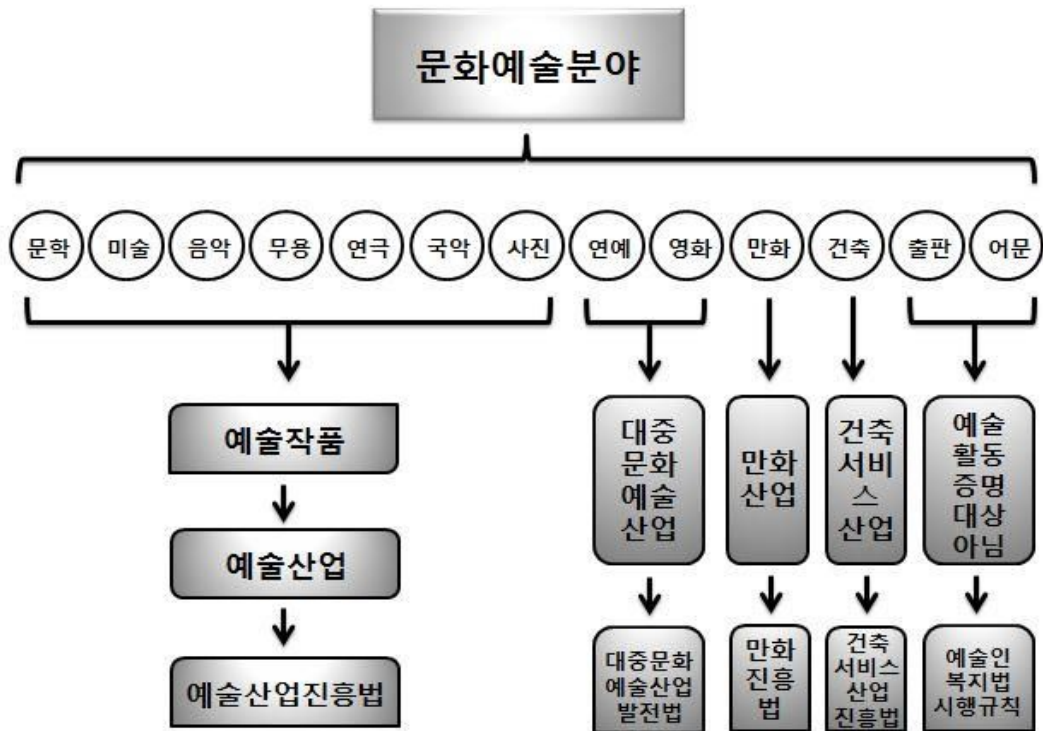 문화예술분야
문학 미술 음악 무용 연극 국악 사진 연예 영화 만화 건축 출판 어문
예술작품
예술산업
예술산업진흥법
대중
문화
예술
산업
대중문화
예술산업
발전법
만화
산업
만화
진흥
법
건축
서비
스
산업
건축
서비스
산업
진흥법
예술
활동
증명
대상
아님
예술인
복지법
시행규칙